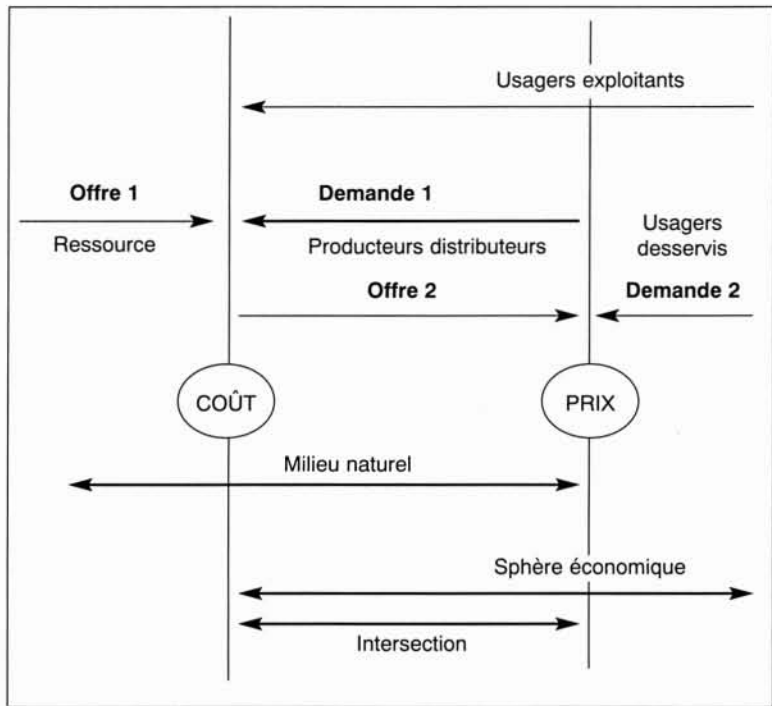 Usagers exploitants
Offre 1
Demande 1
Ressource
Producteurs distributeurs
Usagers
desservis
Offre 2
Demande 2
COÛT
PRIX
Milieu naturel
Sphère économique
Intersection